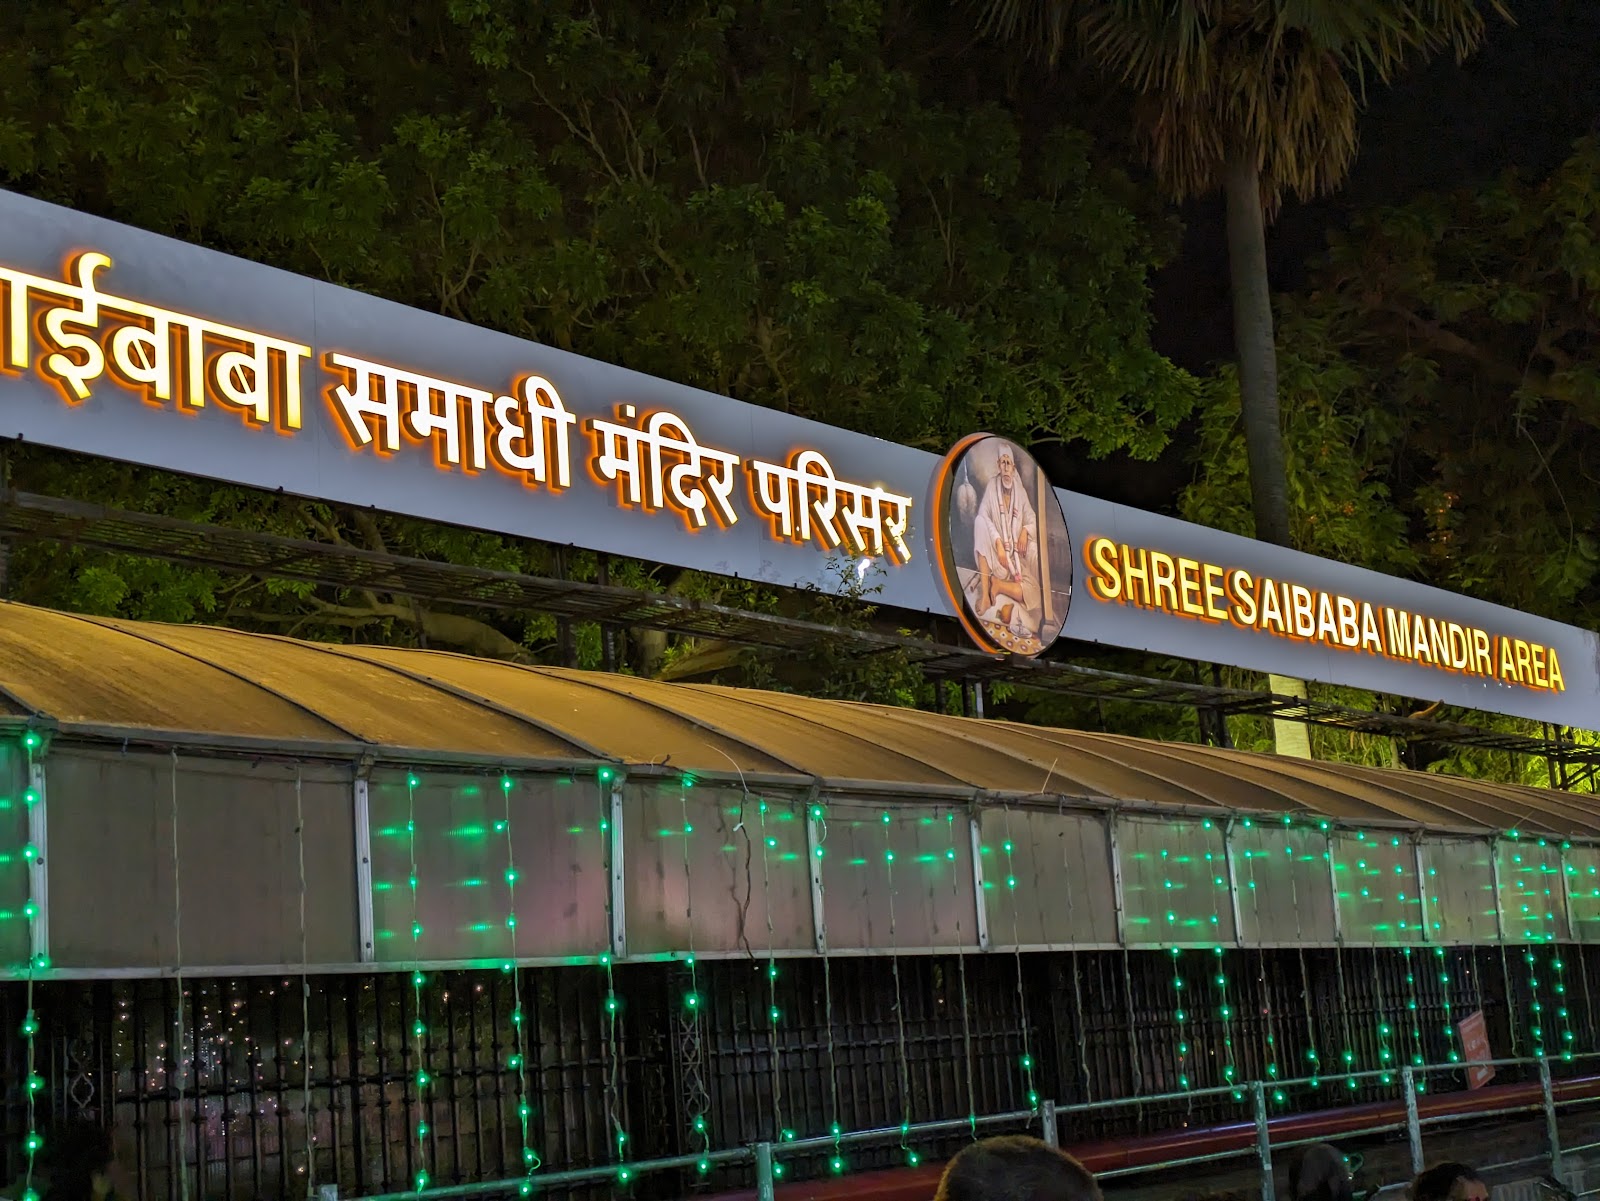 ाईबाबा समाधी मंदिर परिसर
SHREE SAIBABA MANDIR AREA